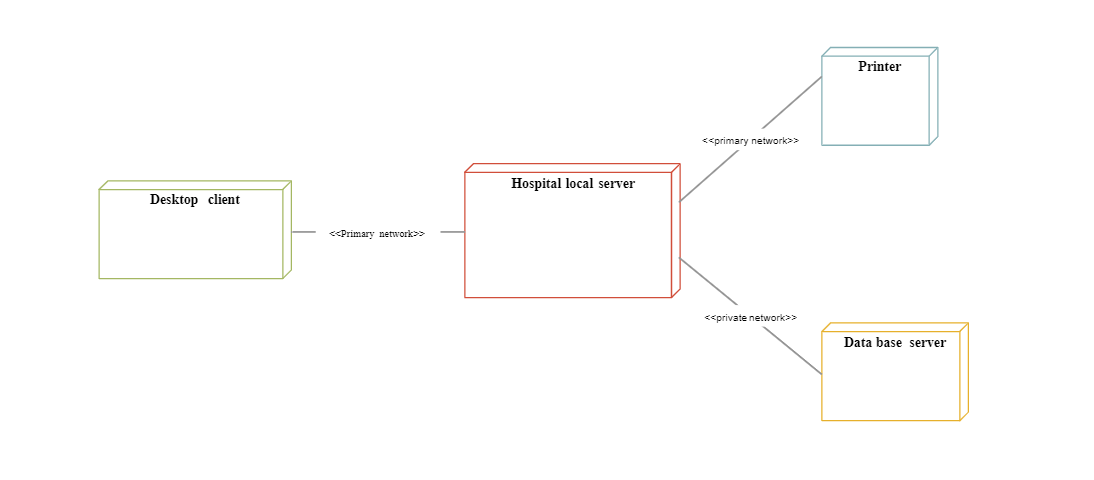 Printer
<<primary network>>
Hospital local server
Desktop client
<<Primary network>>
<<private network>>
Data base server